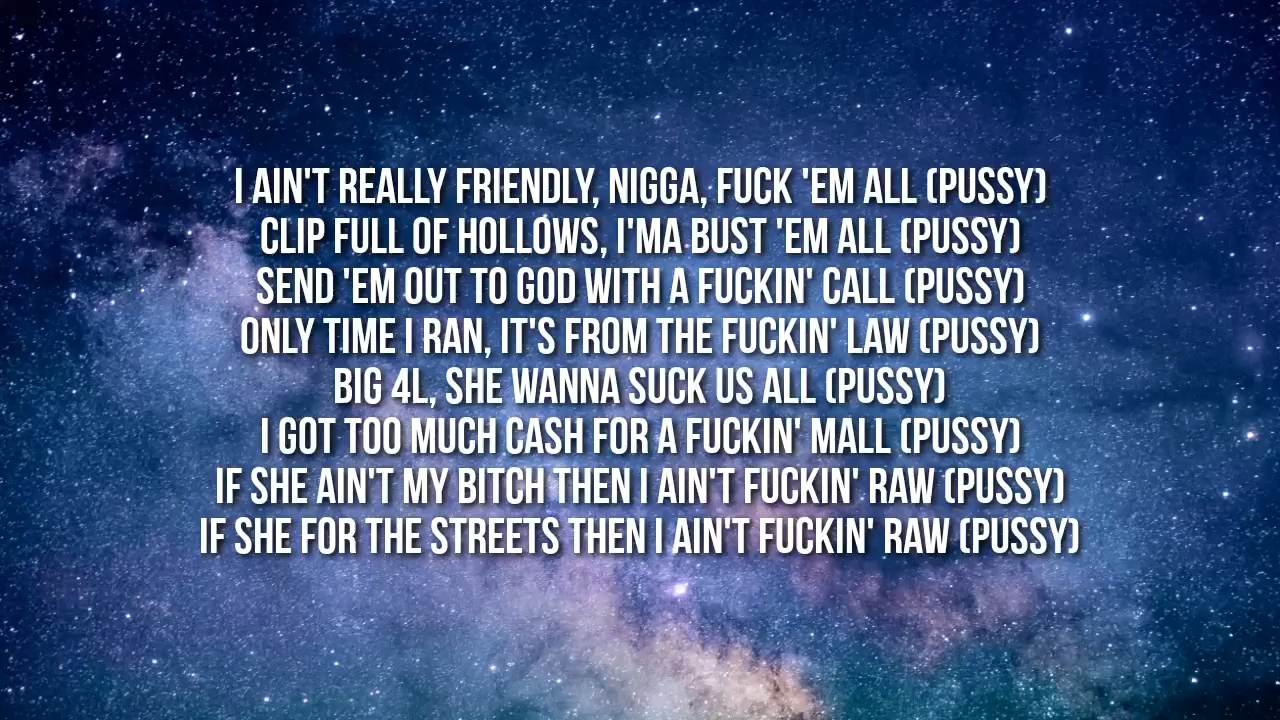 I AIN'T REALLY FRIENDLY, NIGGA, FUCK 'EM ALL (PUSSY)
CLIP FULL OF HOLLOWS, I'MA BUST 'EM ALL (PUSSY)
SEND 'EM OUT TO GOD WITH A FUCKIN' CALL (PUSSY)
ONLY TIME I RAN, IT'S FROM THE FUCKIN' LAW (PUSSY)
BIG 4L, SHE WANNA SUCK US ALL (PUSSY)
I GOT TOO MUCH CASH FOR A FUCKIN' MALL (PUSSY)
IF SHE AIN'T MY BITCH THEN I AIN'T FUCKIN' RAW (PUSSY)
IF SHE FOR THE STREETS THEN I AIN'T FUCKIN' RAW (PUSSY)